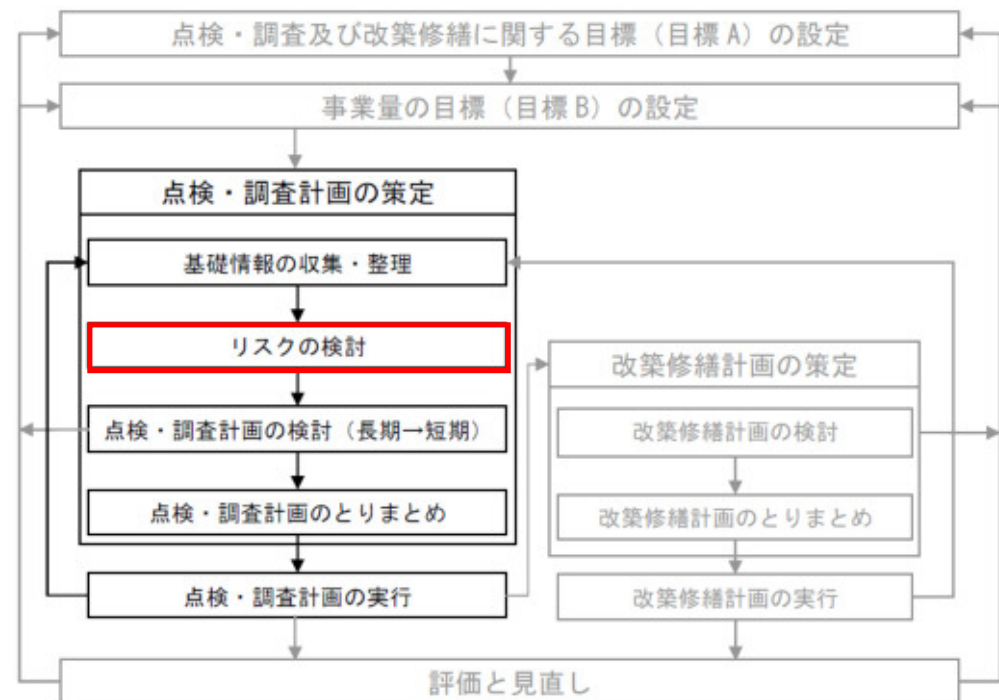 点検・調査及び改築修繕に関する目標（目標A）の設定
事業量の目標（目標B）の設定
点検・調査計画の策定
基礎情報の収集・整理
リスクの検討
点検・調査計画の検討（長期→短期）
点検・調査計画のとりまとめ
点検・調査計画の実行
改築修繕計画の策定
改築修繕計画の検討
改築修繕計画のとりまとめ
改築修繕計画の実行
評価と見直し